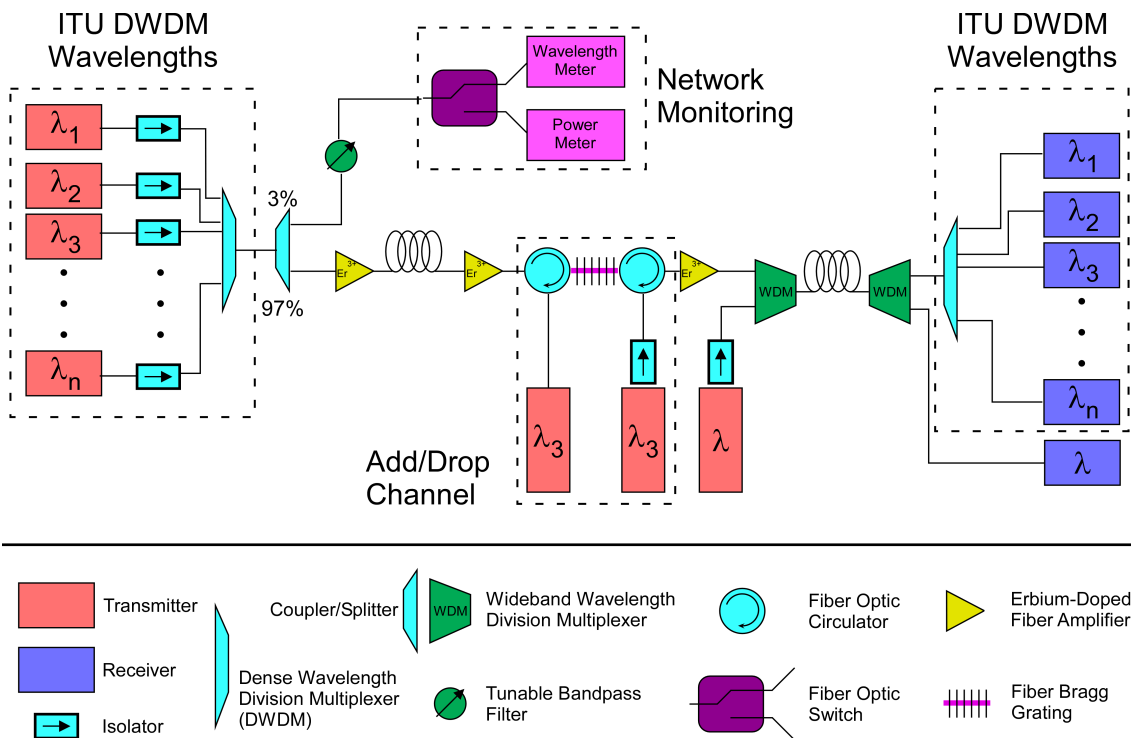 ITU DWDM
Wavelengths
λ1
λ2
λ3
λn
3%
97%
Wavelength
Meter
Power
Meter
Network
Monitoring
Er3+
Er3+
Er3+
Add/Drop
Channel
λ3
λ3
λ
WDM
WDM
ITU DWDM
Wavelengths
λ1
λ2
λ3
λn
λ
Transmitter
Receiver
Isolator
Dense Wavelength
Division Multiplexer
(DWDM)
Coupler/Splitter
WDM
Wideband Wavelength
Division Multiplexer
Tunable Bandpass
Filter
Fiber Optic
Circulator
Fiber Optic
Switch
Erbium-Doped
Fiber Amplifier
Fiber Bragg
Grating